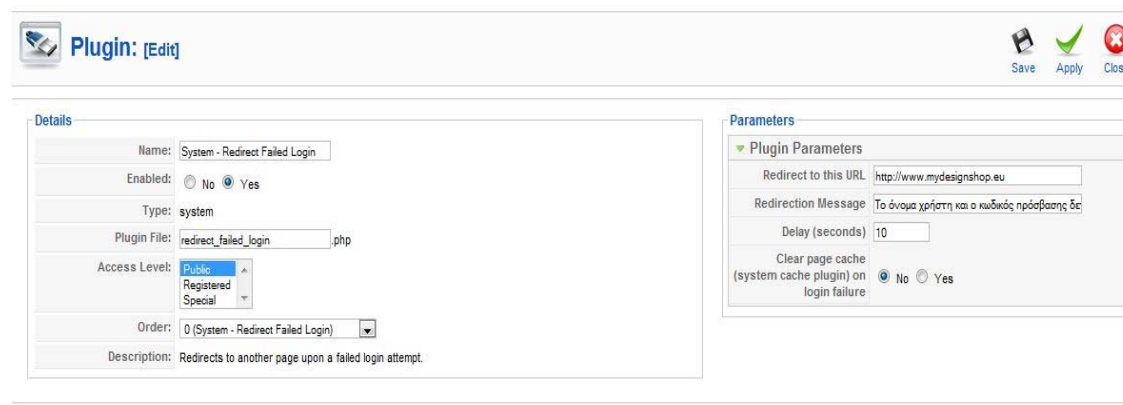 Plugin: [Edit]
Save Apply Clos
Details
Name: System - Redirect Failed Login
Enabled: No Yes
Type: system
Plugin File: redirect_failed_login .php
Access Level: Public
Registered
Special
Order: 0 (System - Redirect Failed Login)
Description: Redirects to another page upon a failed login attempt.
Parameters
Plugin Parameters
Redirect to this URL http://www.mydesignshop.eu
Redirection Message Το όνομα χρήστη και ο κωδικός πρόσβασης δε
Delay (seconds) 10
Clear page cache
(system cache plugin) on
login failure No Yes